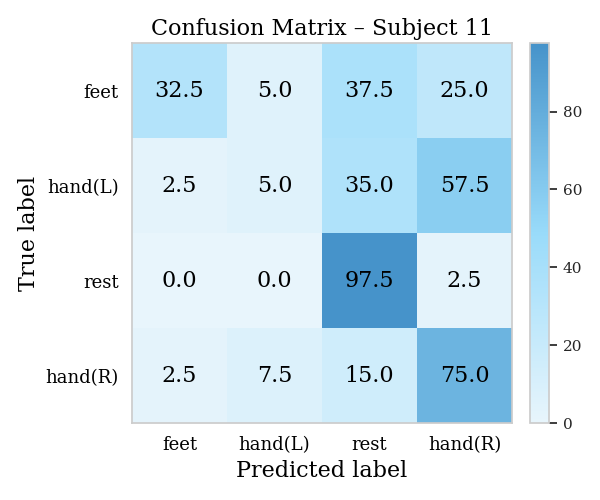 Confusion Matrix – Subject 11
True label
feet 32.5 5.0 37.5 25.0
hand(L) 2.5 5.0 35.0 57.5
rest 0.0 0.0 97.5 2.5
hand(R) 2.5 7.5 15.0 75.0
feet hand(L) rest hand(R)
Predicted label
80
60
40
20
0